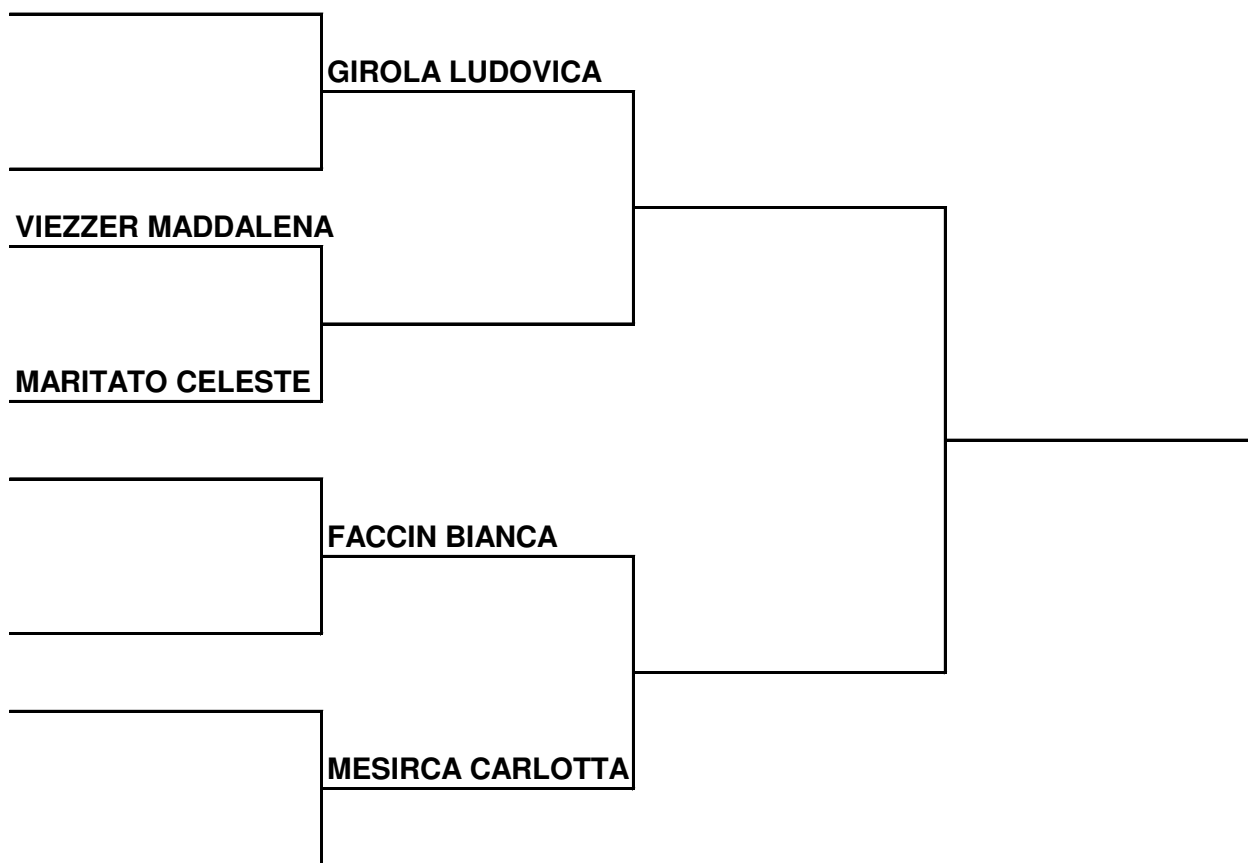 GIROLA LUDOVICA
VIEZZER MADDALENA
MARITATO CELESTE
FACCIN BIANCA
MESIRCA CARLOTTA